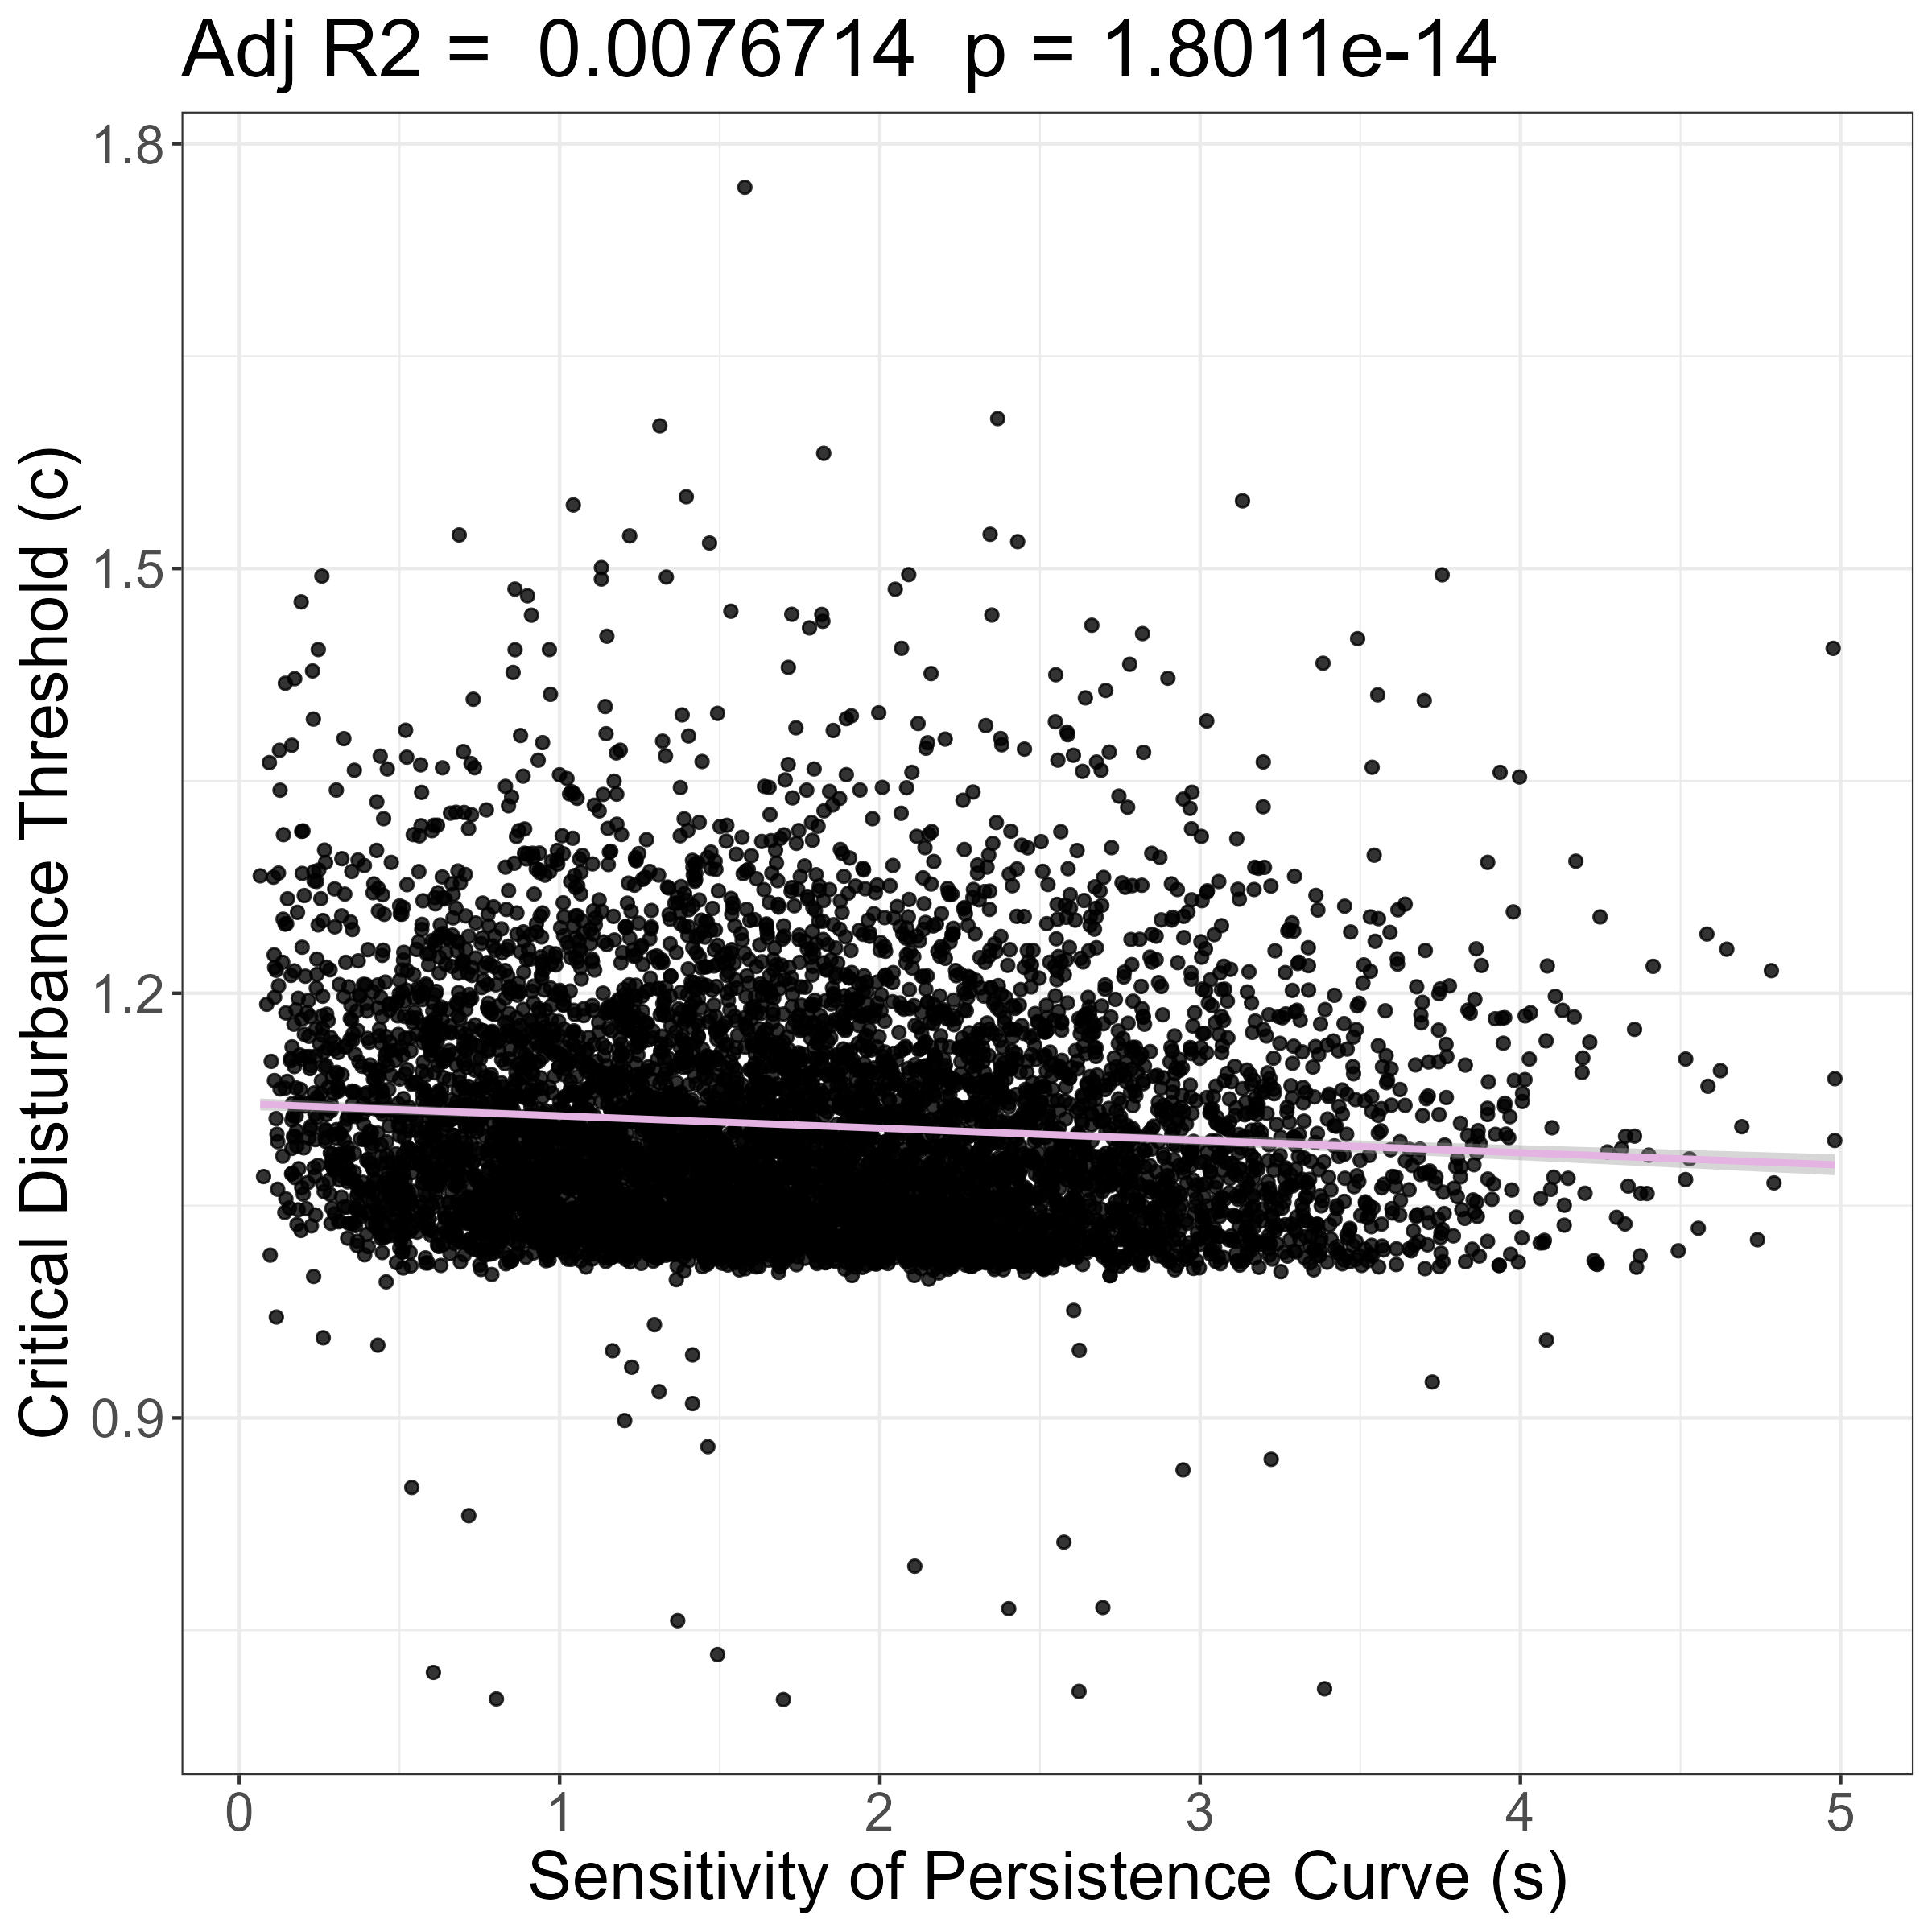 Adj R2 =  0.0076714  p = 1.8011e-14
1.8
1.5
1.2
0.9
Critical Disturbance Threshold (c)
0 1 2 3 4 5
Sensitivity of Persistence Curve (s)